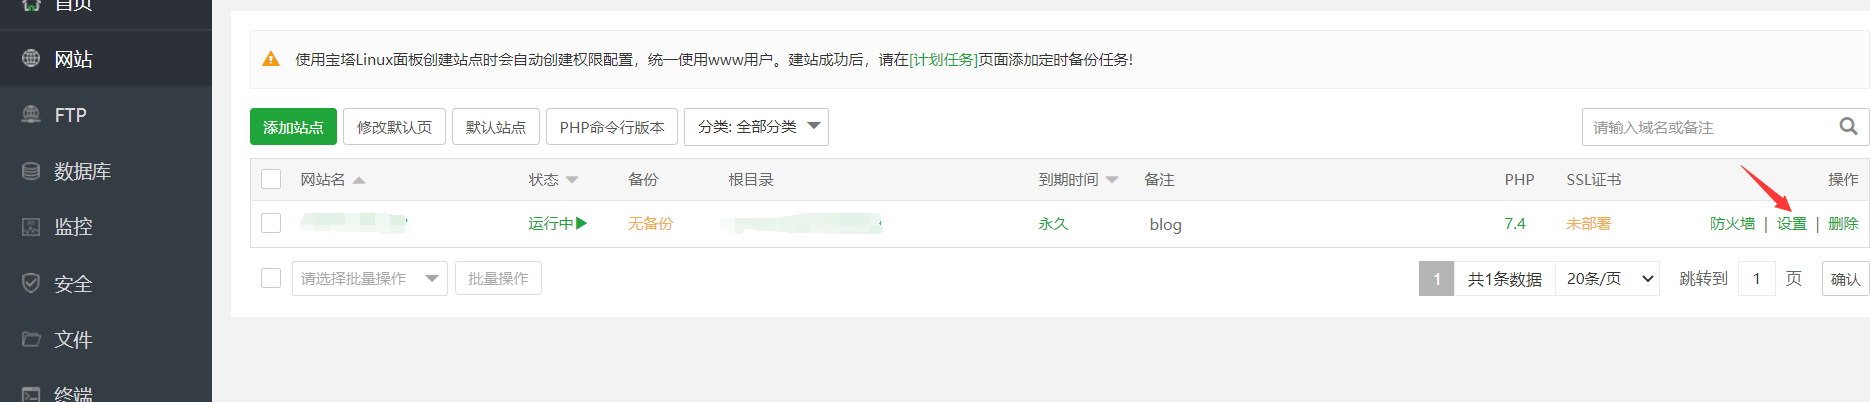 首页
网站
FTP
数据库
监控
安全
文件
终端
使用宝塔Linux面板创建站点时会自动创建权限配置，统一使用www用户。建站成功后，请在[计划任务]页面添加定时备份任务!
添加站点 修改默认页 默认站点 PHP命令行版本 分类: 全部分类 请输入域名或备注
网站名 状态 备份 根目录 到期时间 备注 PHP SSL证书 操作
运行中 无备份 永久 blog 7.4 未部署 防火墙 | 设置 | 删除
请选择批量操作 批量操作 1 共1条数据 20条/页 跳转到 1 页 确认